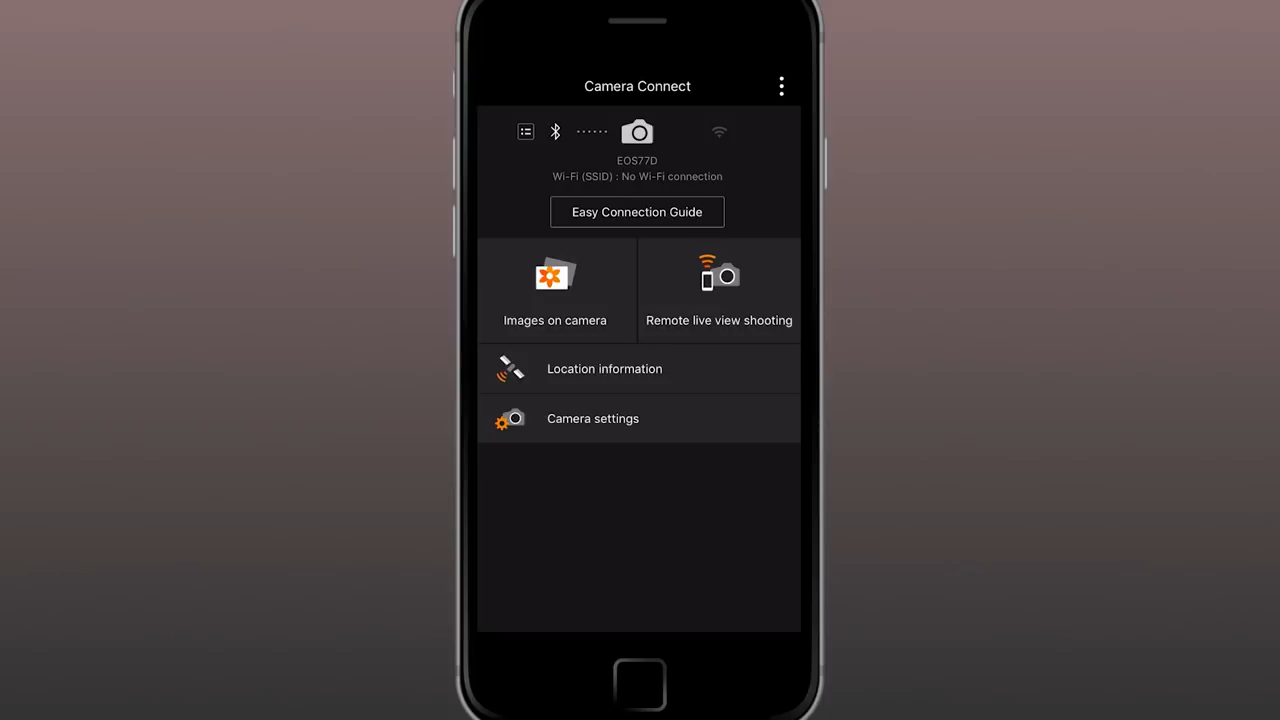 Camera Connect
EOS77D
Wi-Fi (SSID) : No Wi-Fi connection
Easy Connection Guide
Images on camera
Remote live view shooting
Location information
Camera settings